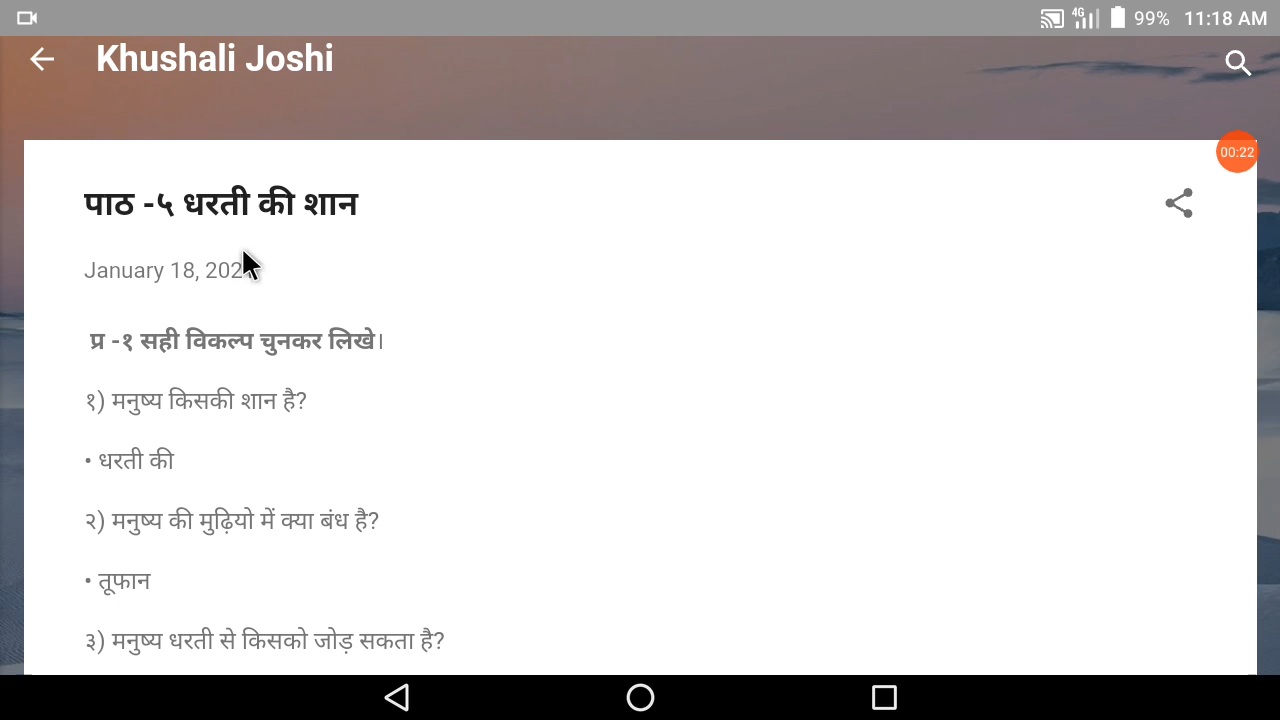 4G 99% 11:18 AM
Khushali Joshi
00:22
पाठ -५ धरती की शान
January 18,
प्र -१ सही विकल्प चुनकर लिखे।
१) मनुष्य किसकी शान है?
• धरती की
२) मनुष्य की मुढ़ियो में क्या बंध है?
• तूफान
३) मनुष्य धरती से किसको जोड़ सकता है?